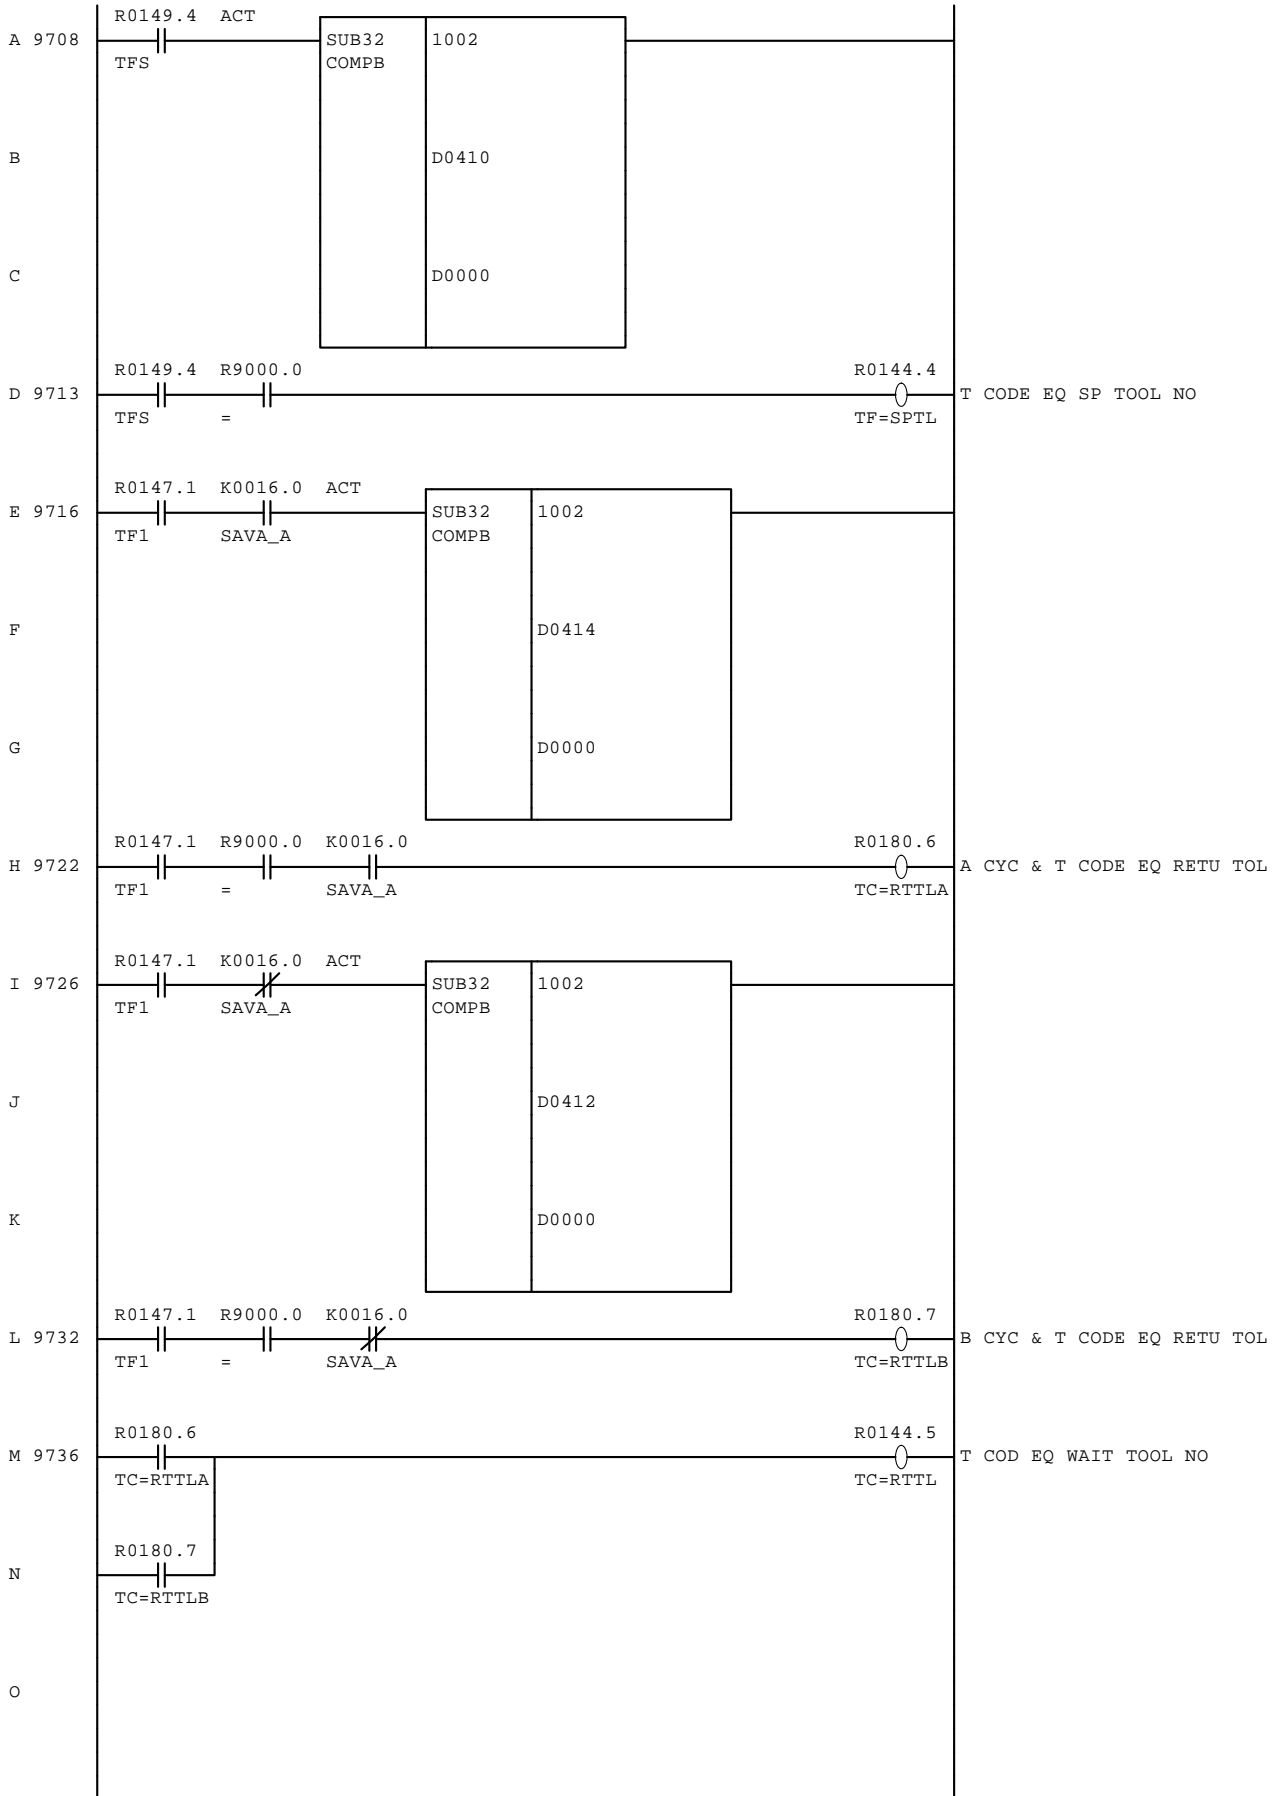 R0149.4 ACT
A 9708 SUB32 1002
TFS COMPB
B D0410
C D0000
R0149.4 R9000.0 R0144.4
D 9713 T CODE EQ SP TOOL NO
TFS = TF=SPTL
R0147.1 K0016.0 ACT
E 9716 SUB32 1002
TF1 SAVA_A COMPB
F D0414
G D0000
R0147.1 R9000.0 K0016.0 R0180.6
H 9722 A CYC & T CODE EQ RETU TOL
TF1 = SAVA_A TC=RTTLA
R0147.1 K0016.0 ACT
I 9726 SUB32 1002
TF1 SAVA_A COMPB
J D0412
K D0000
R0147.1 R9000.0 K0016.0 R0180.7
L 9732 B CYC & T CODE EQ RETU TOL
TF1 = SAVA_A TC=RTTLB
R0180.6 R0144.5
M 9736 T COD EQ WAIT TOOL NO
TC=RTTLA TC=RTTL
R0180.7
N
TC=RTTLB
O